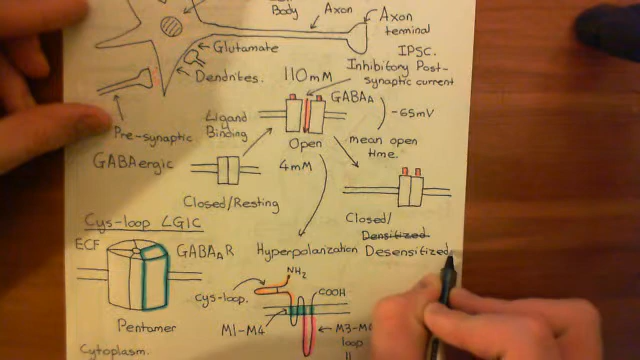 Body
Axon
Axon
terminal
Glutamate
IPSC.
Inhibitory Post-
synaptic current
Dendrites.
110mM
GABAA
-65mV
Ligand
Binding
Pre-synaptic
GABAergic
Open
mean open
time.
4mM
Closed/Resting
Closed/
Densitized
Desensitized
Cys-loop LGIC
ECF
GABAAR
Hyperpolarization
NH2
Cys-loop.
COOH
Pentamer
M1-M4
M3-M4
loop
Cytoplasm.